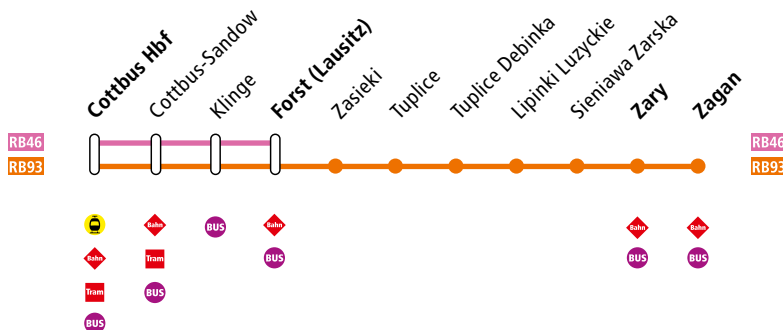 Cottbus Hbf
Cottbus-Sandow
Klinge
Forst (Lausitz)
Zasieki
Tuplice
Tuplice Debinka
Lipinki Luzyckie
Sieniawa Zarska
Zary
Zagan
RB46
RB46
RB93
RB93
Bahn
BUS
Bahn
Bahn
Bahn
Bahn
Tram
BUS
BUS
BUS
Tram
BUS
BUS